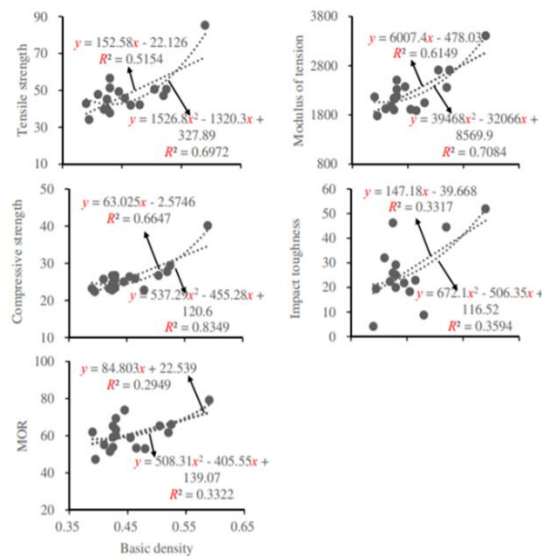 Tensile strength
90
70
50
30
10
y = 152.58x - 22.126
R² = 0.5154
y = 1526.8x² - 1320.3x +
327.89
R² = 0.6972
Modulus of tension
3800
2800
1800
800
y = 6007.4x - 478.03
R² = 0.6149
y = 39468x² - 32066x +
8569.9
R² = 0.7084
Compressive strength
50
40
30
20
10
0
y = 63.025x - 2.5746
R² = 0.6647
y = 537.29x² - 455.28x +
120.6
R² = 0.8349
Impact toughness
60
50
40
30
20
10
0
y = 147.18x - 39.668
R² = 0.3317
y = 672.1x² - 506.35x +
116.52
R² = 0.3594
MOR
100
80
60
40
20
y = 84.803x + 22.539
R² = 0.2949
y = 508.31x² - 405.55x +
139.07
R² = 0.3322
0.35
0.45
0.55
0.65
Basic density